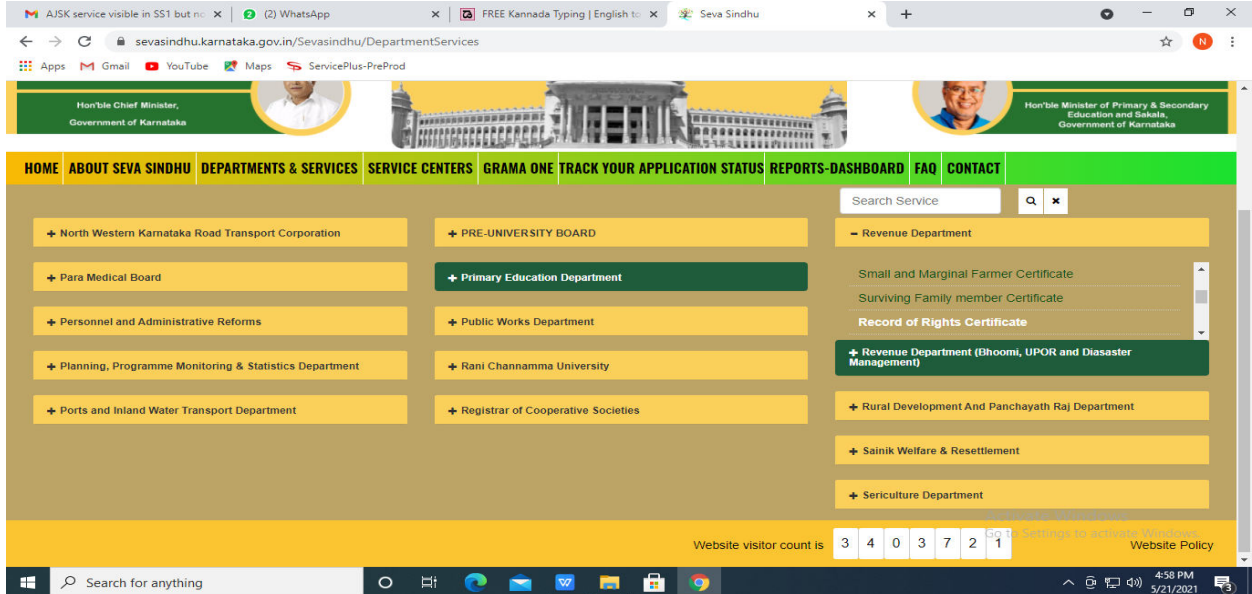 AJSK service visible in SS1 but no
(2) WhatsApp
FREE Kannada Typing | English to
Seva Sindhu
sevasindhu.karnataka.gov.in/Sevasindhu/DepartmentServices
N
Apps
Gmail
YouTube
Maps
ServicePlus-PreProd
Hon'ble Chief Minister,
Government of Karnataka
Hon'ble Minister of Primary & Secondary
Education and Sakala,
Government of Karnataka
HOME ABOUT SEVA SINDHU DEPARTMENTS & SERVICES SERVICE CENTERS GRAMA ONE TRACK YOUR APPLICATION STATUS REPORTS-DASHBOARD FAQ CONTACT
Search Service
+ North Western Karnataka Road Transport Corporation
+ Para Medical Board
+ Personnel and Administrative Reforms
+ Planning, Programme Monitoring & Statistics Department
+ Ports and Inland Water Transport Department
+ PRE-UNIVERSITY BOARD
+ Primary Education Department
+ Public Works Department
+ Rani Channamma University
+ Registrar of Cooperative Societies
− Revenue Department
Small and Marginal Farmer Certificate
Surviving Family member Certificate
Record of Rights Certificate
+ Revenue Department (Bhoomi, UPOR and Diasaster
Management)
+ Rural Development And Panchayath Raj Department
+ Sainik Welfare & Resettlement
+ Sericulture Department
Go to Settings to activate Windows.
Website visitor count is 3 4 0 3 7 2 1
Website Policy
Search for anything
4:58 PM
5/21/2021
3